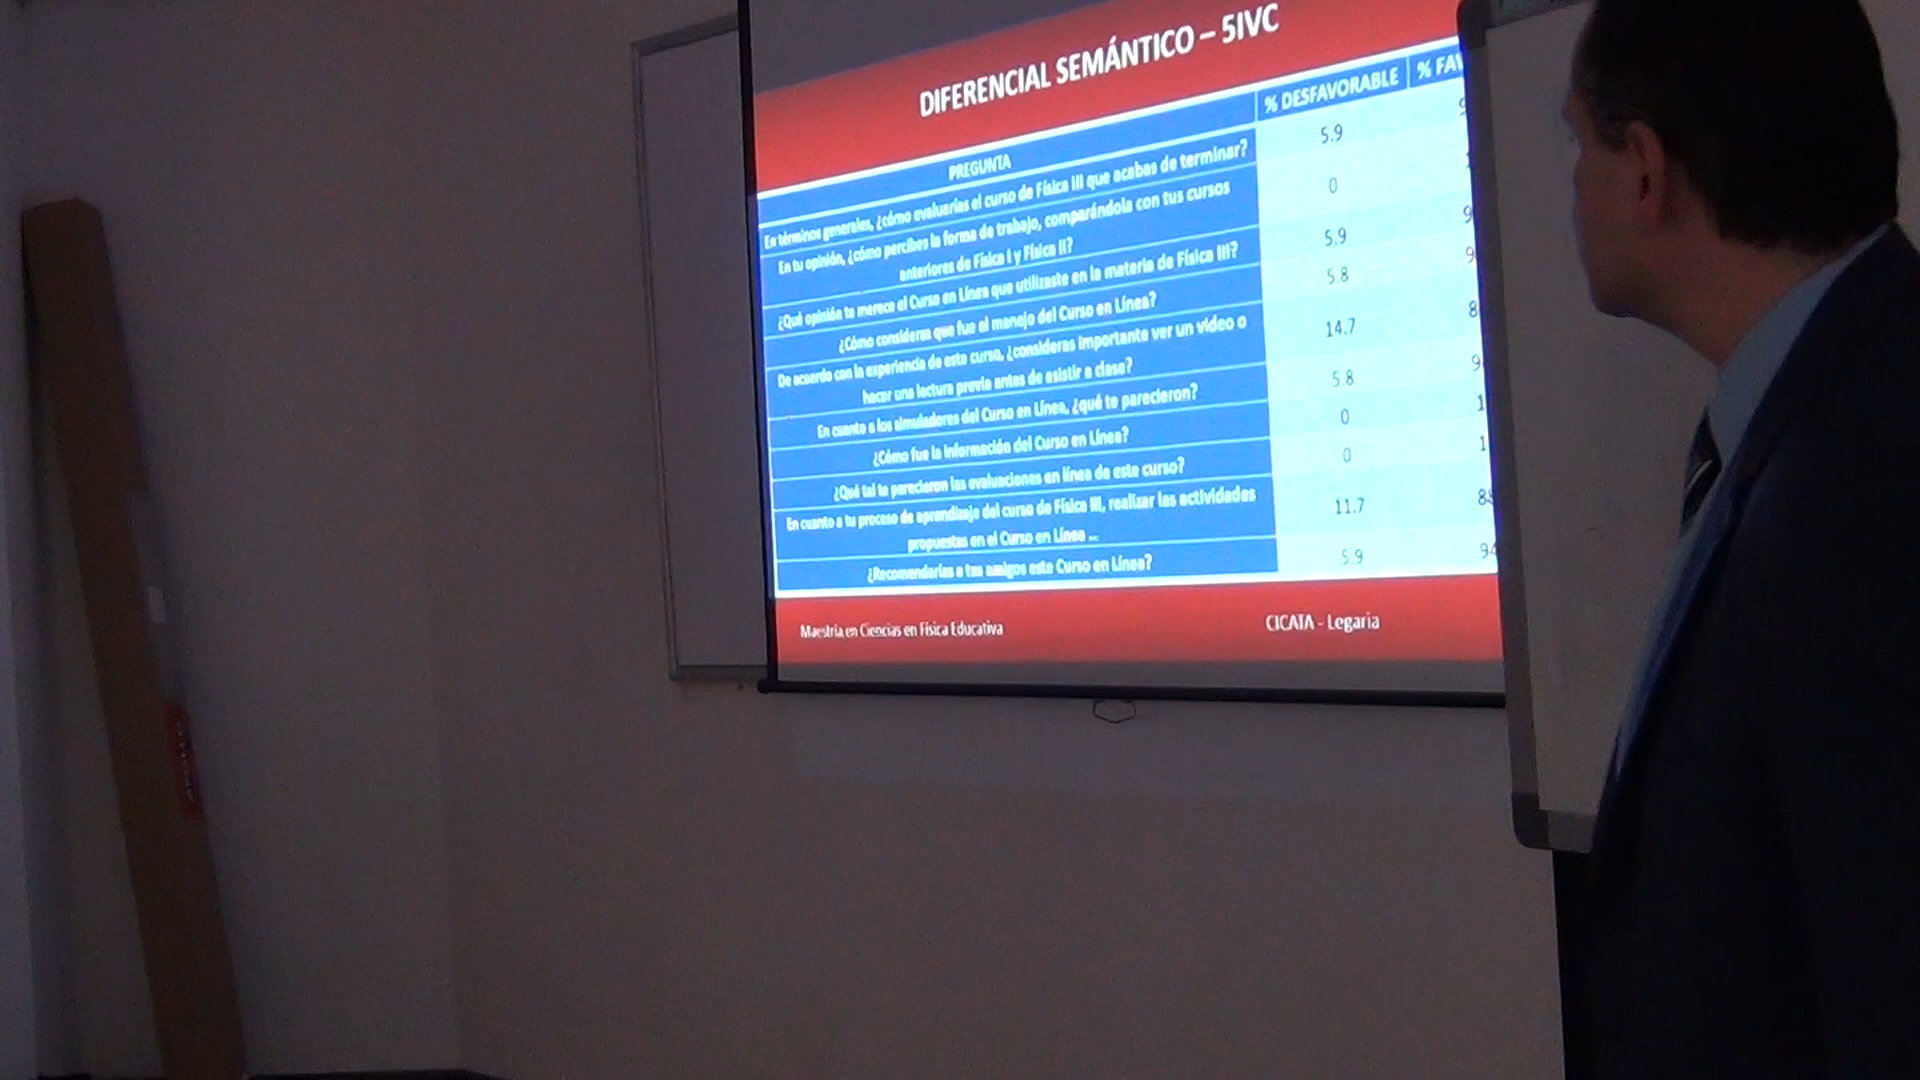 DIFERENCIAL SEMÁNTICO – 5IVC
PREGUNTA
% DESFAVORABLE
% FAV
En términos generales, ¿cómo evaluarías el curso de Física III que acabas de terminar?
5.9
En tu opinión, ¿cómo percibes la forma de trabajo, comparándola con tus cursos
anteriores de Física I y Física II?
0
¿Qué opinión te merece el Curso en Línea que utilizaste en la materia de Física III?
5.9
¿Cómo consideras que fue el manejo del Curso en Línea?
5.8
De acuerdo con la experiencia de este curso, ¿consideras importante ver un vídeo o
hacer una lectura previa antes de asistir a clase?
14.7
8
En cuanto a los simuladores del Curso en Línea, ¿qué te parecieron?
5.8
9
¿Cómo fue la información del Curso en Línea?
0
1
¿Qué tal te parecieron las evaluaciones en línea de este curso?
0
1
En cuanto a tu proceso de aprendizaje del curso de Física III, realizar las actividades
propuestas en el Curso en Línea ...
11.7
88
¿Recomendarías a tus amigos este Curso en Línea?
5.9
94
Maestría en Ciencias en Física Educativa
CICATA - Legaria